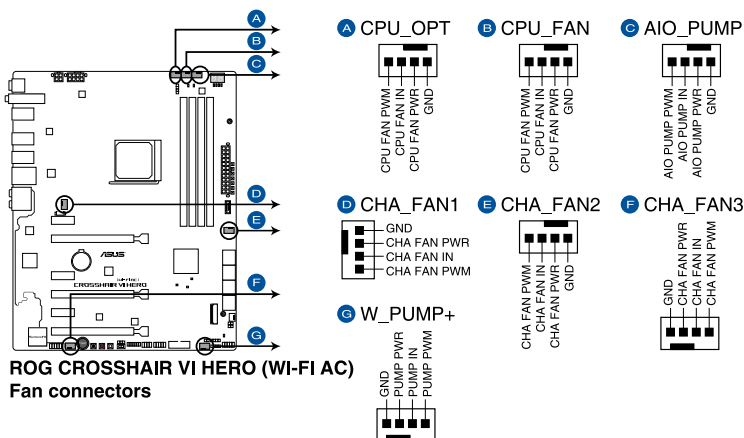 A
B
C
D
E
F
G
ASUS
CROSSHAIR VI HERO
ROG CROSSHAIR VI HERO (WI-FI AC)
Fan connectors
A CPU_OPT
CPU FAN PWM
CPU FAN IN
CPU FAN PWR
GND
B CPU_FAN
CPU FAN PWM
CPU FAN IN
CPU FAN PWR
GND
C AIO_PUMP
AIO PUMP PWM
AIO PUMP IN
AIO PUMP PWR
GND
D CHA_FAN1
GND
CHA FAN PWR
CHA FAN IN
CHA FAN PWM
E CHA_FAN2
CHA FAN PWM
CHA FAN IN
CHA FAN PWR
GND
F CHA_FAN3
GND
CHA FAN PWR
CHA FAN IN
CHA FAN PWM
G W_PUMP+
GND
PUMP PWR
PUMP IN
PUMP PWM